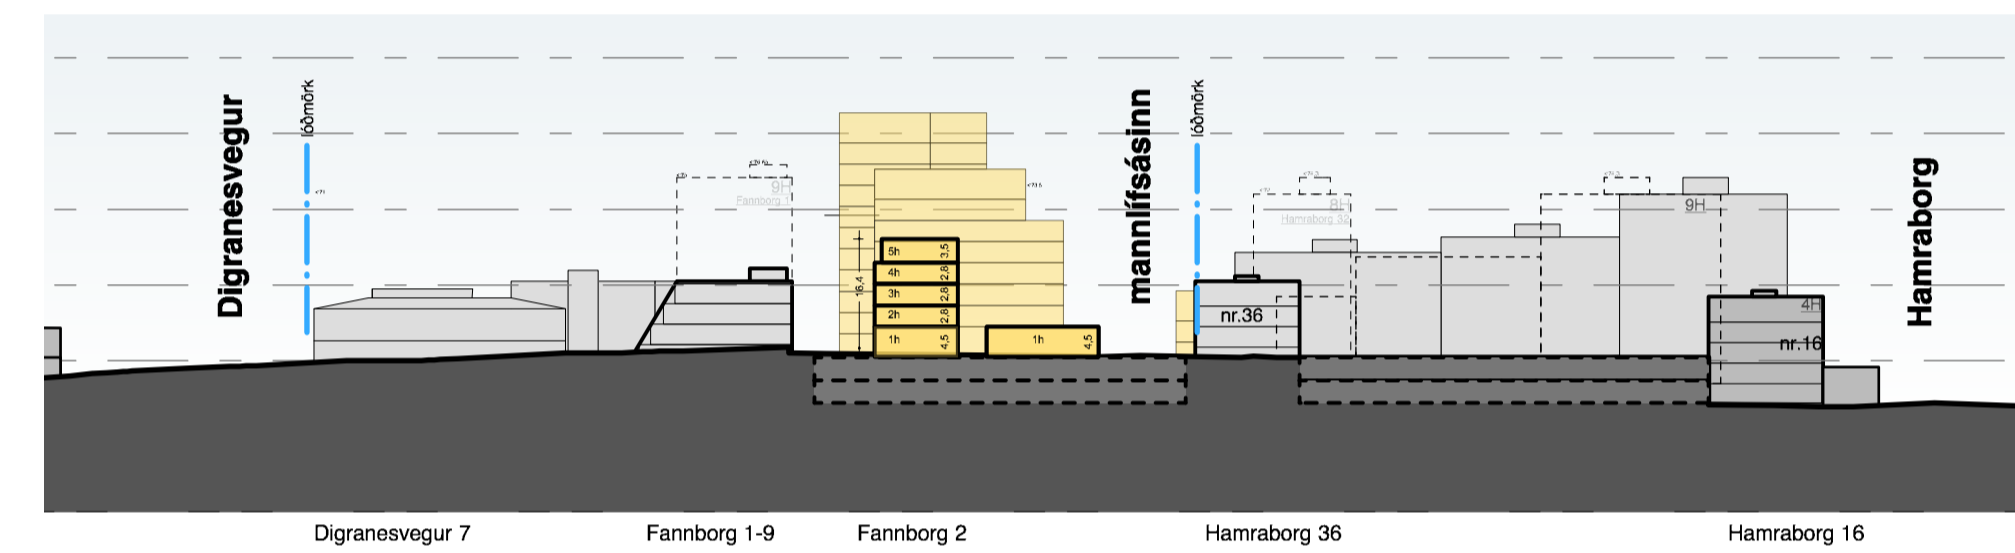 Digranesvegur
lóðmörk
9H
Fannborg 1
5h 3,5
4h 2,8
3h 2,8
2h 2,8
1h 4,5
16,4
1h 4,5
mannlífsásinn
lóðmörk
8H
Hamraborg 32
nr.36
9H
4H
nr.16
Hamraborg
Digranesvegur 7
Fannborg 1-9
Fannborg 2
Hamraborg 36
Hamraborg 16